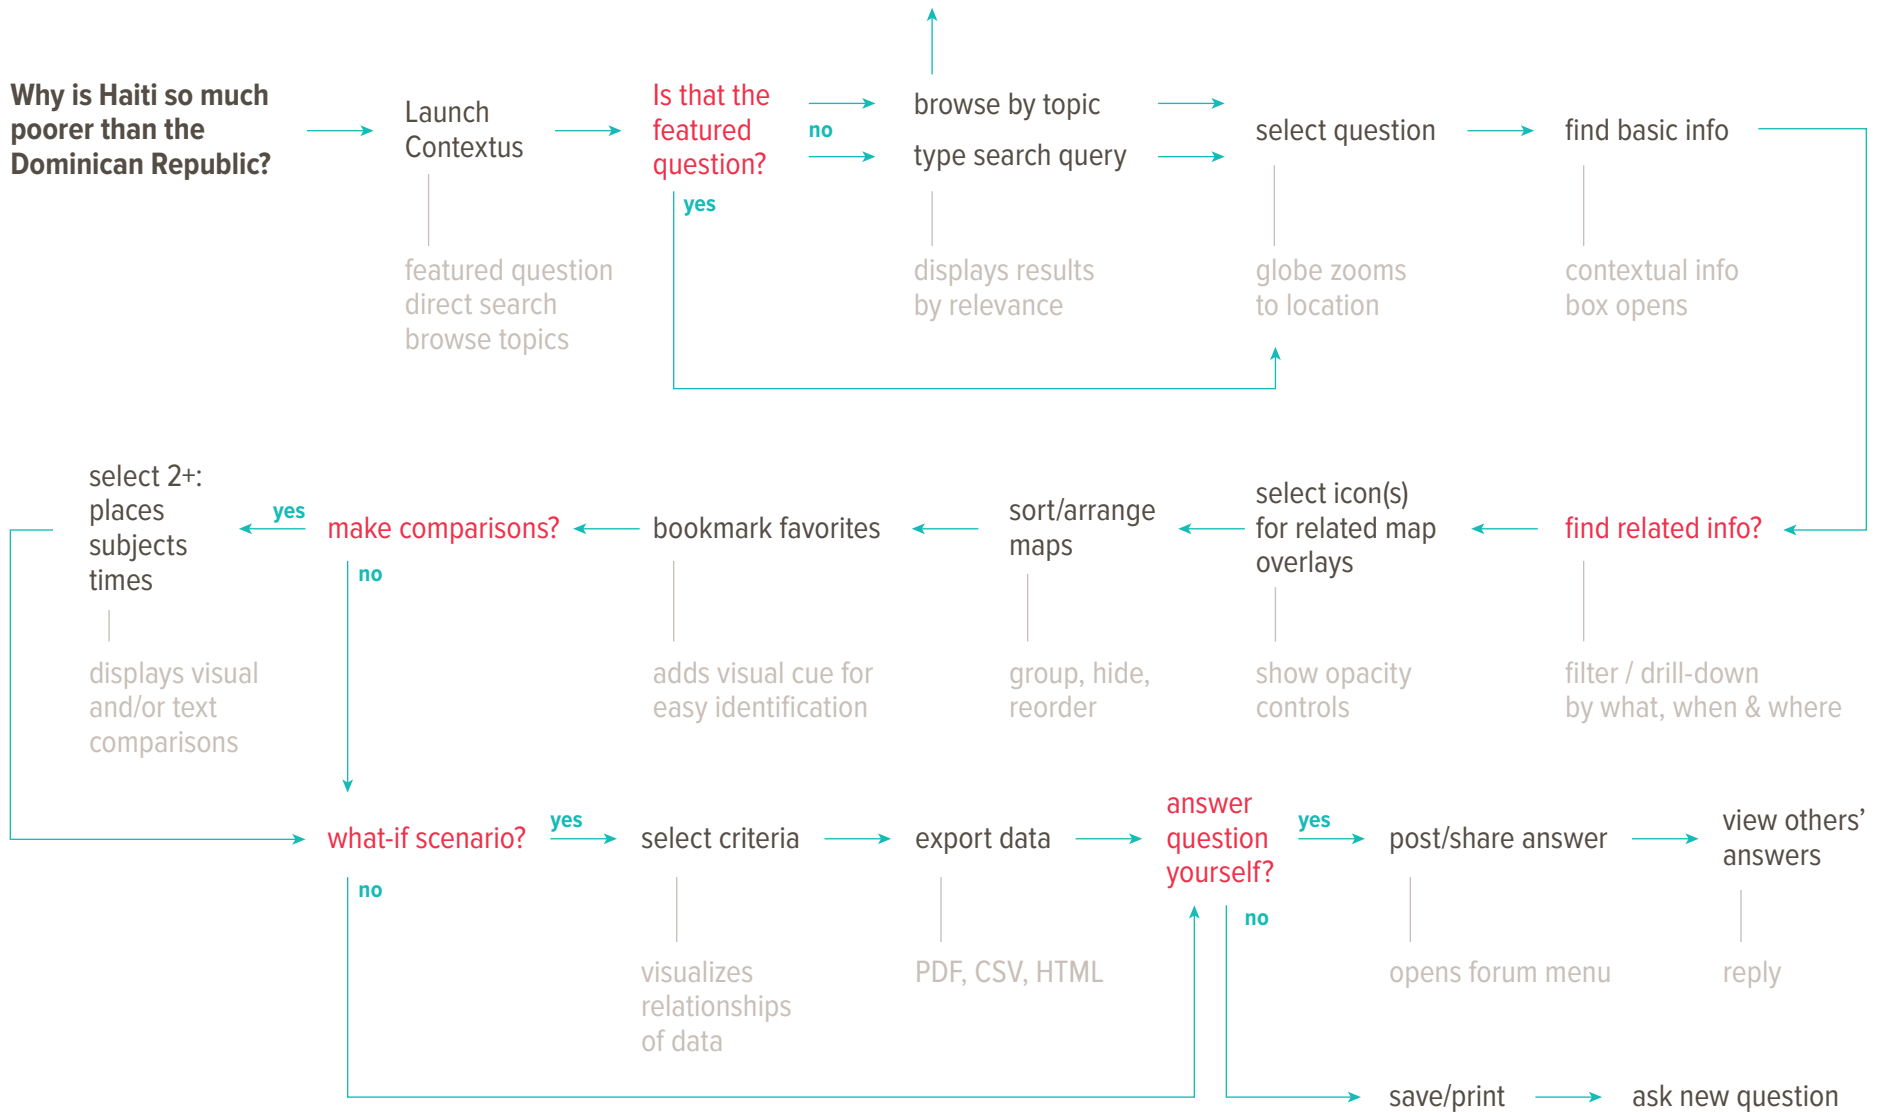 Why is Haiti so much
poorer than the
Dominican Republic?
Launch
Contextus
featured question
direct search
browse topics
Is that the
featured
question?
no
yes
browse by topic
type search query
displays results
by relevance
select question
globe zooms
to location
find basic info
contextual info
box opens
find related info?
filter / drill-down
by what, when & where
select icon(s)
for related map
overlays
show opacity
controls
sort/arrange
maps
group, hide,
reorder
bookmark favorites
adds visual cue for
easy identification
make comparisons?
yes
no
select 2+:
places
subjects
times
displays visual
and/or text
comparisons
what-if scenario?
yes
no
select criteria
visualizes
relationships
of data
export data
PDF, CSV, HTML
answer
question
yourself?
yes
no
post/share answer
opens forum menu
view others’
answers
reply
save/print
ask new question